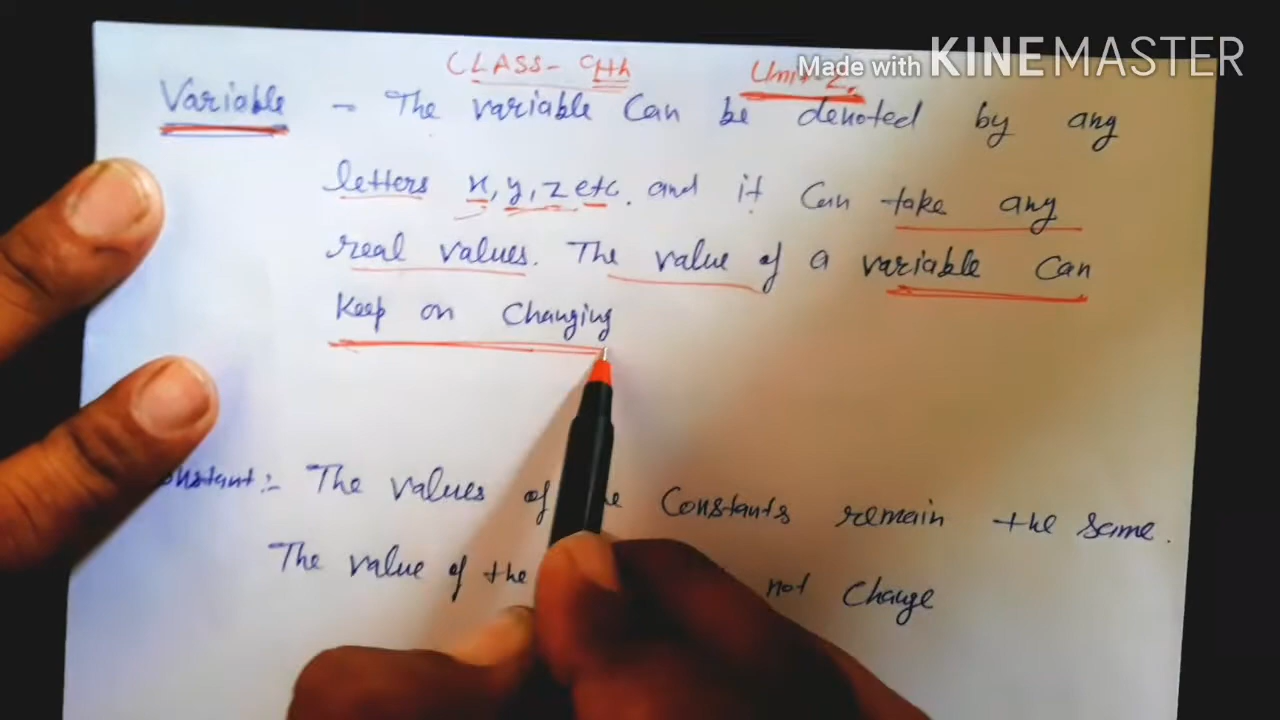 CLASS- 9th Unit 2.
Made with KINEMASTER
Variable - The variable Can be denoted by any
letters x, y, z etc. and it Can take any
real values. The value of a variable Can
Keep on Changing
onstant:- The values of Constants remain the same.
The value of the not Change